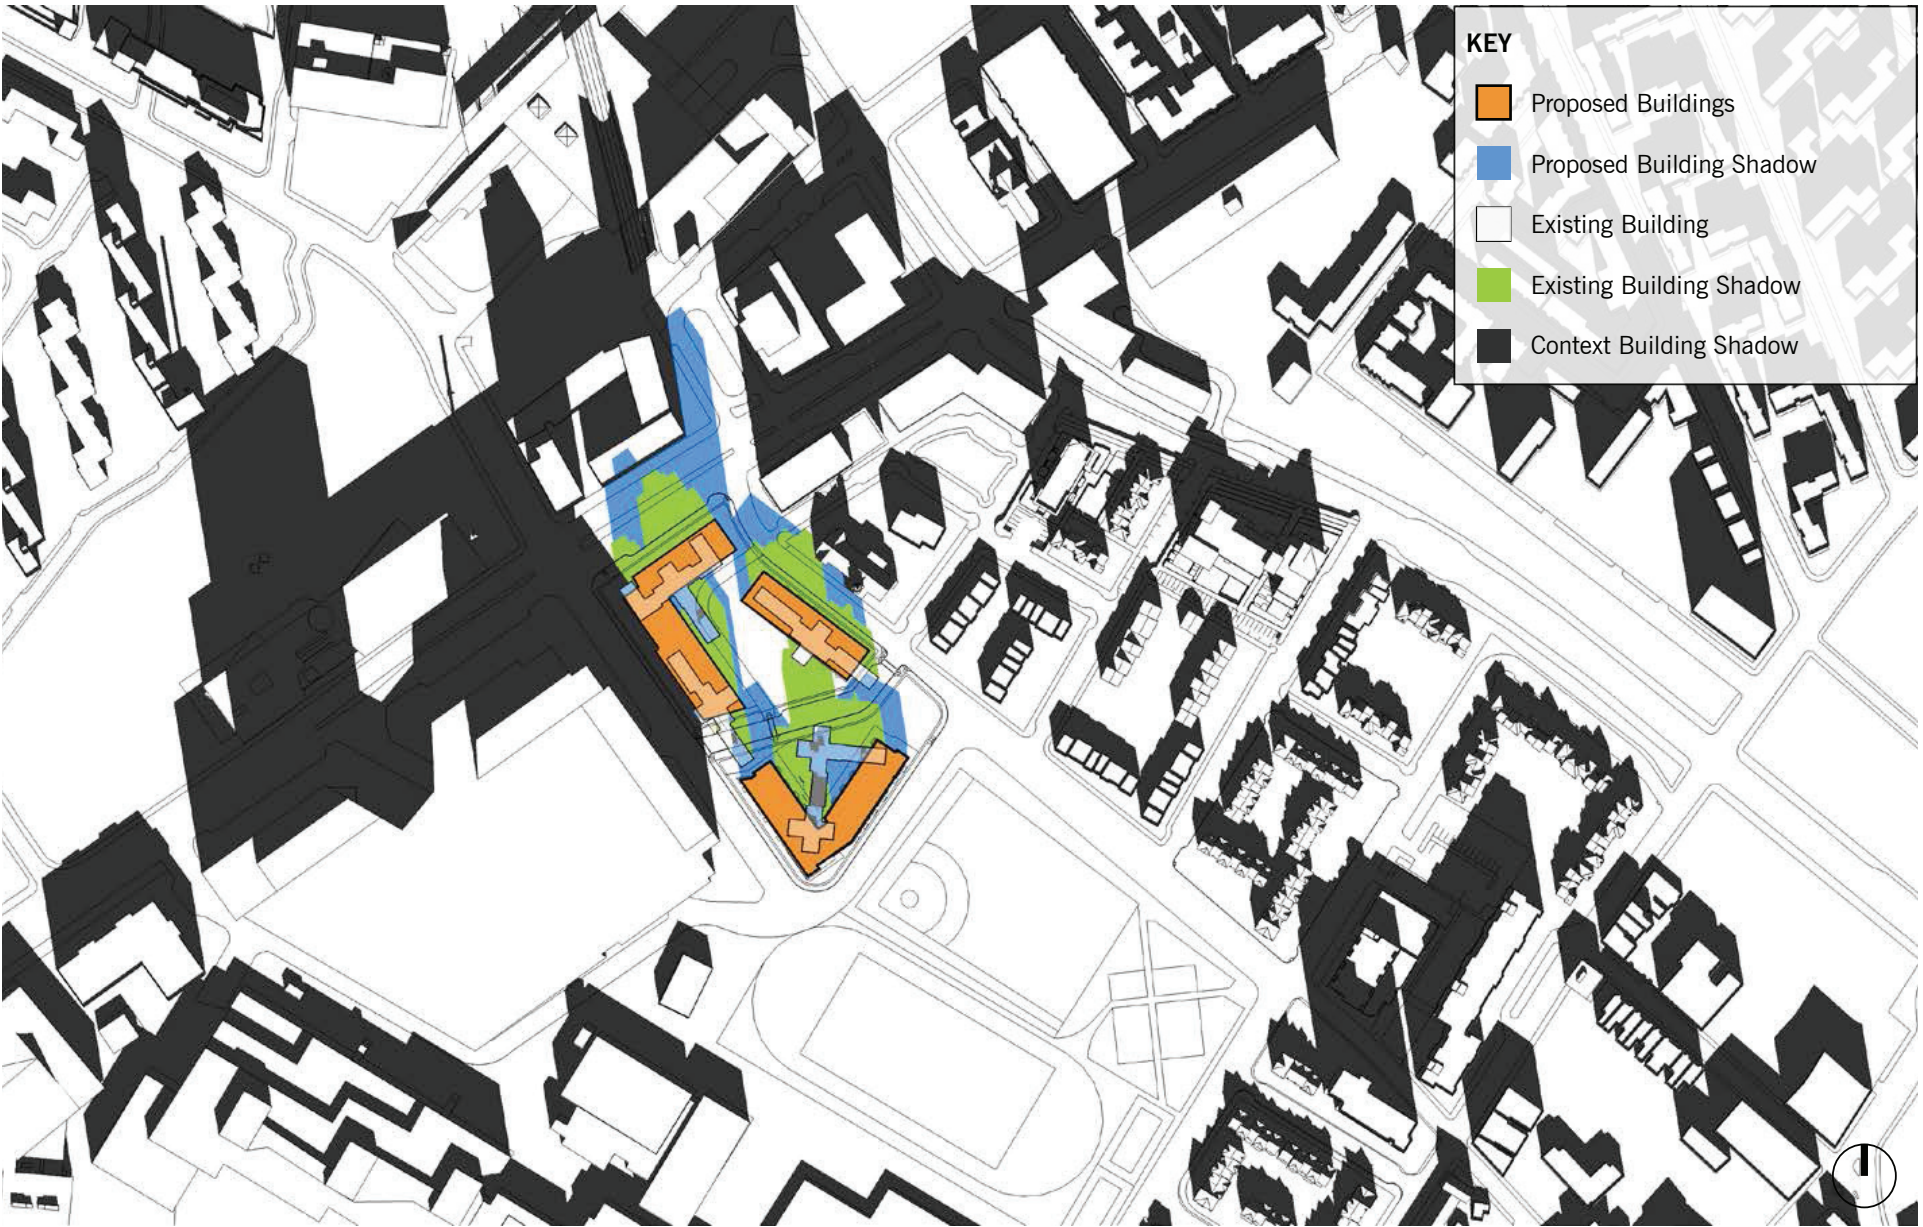 KEY
Proposed Buildings
Proposed Building Shadow
Existing Building
Existing Building Shadow
Context Building Shadow